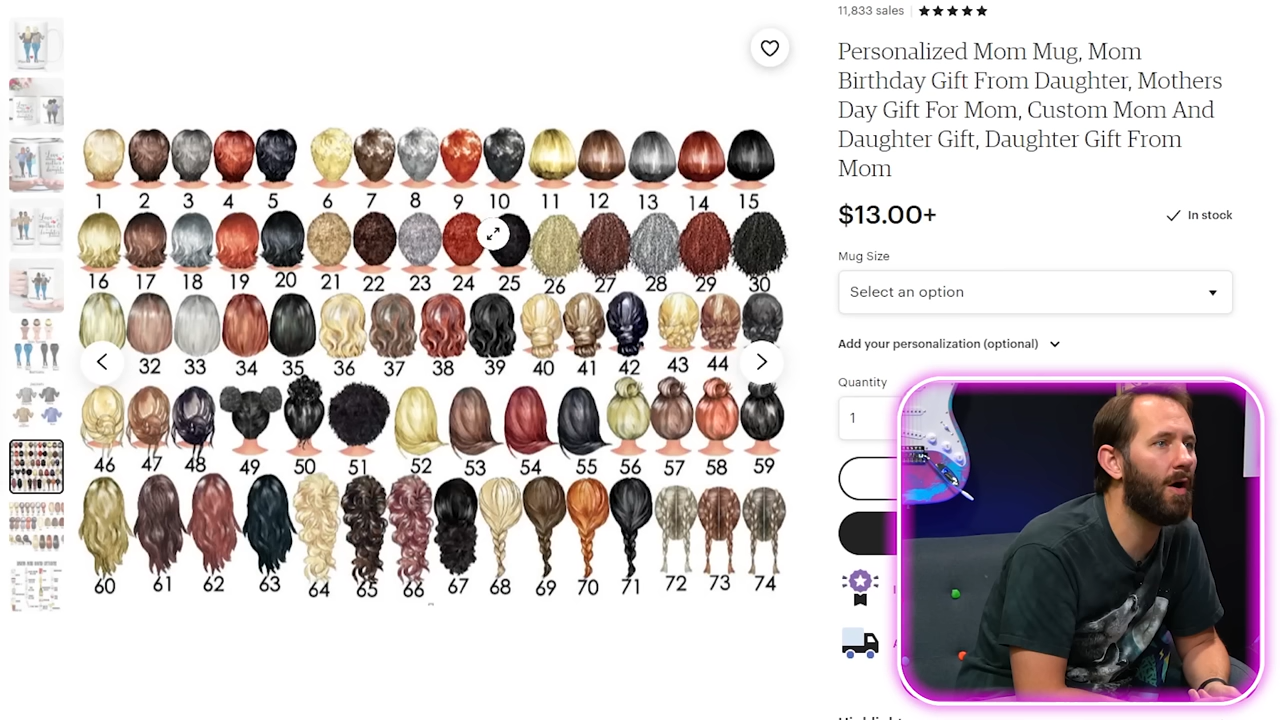 11,833 sales
Personalized Mom Mug, Mom
Birthday Gift From Daughter, Mothers
Day Gift For Mom, Custom Mom And
Daughter Gift, Daughter Gift From
Mom
$13.00+
In stock
Mug Size
Select an option
Add your personalization (optional)
Quantity
1
1 2 3 4 5 6 7 8 9 10 11 12 13 14 15
16 17 18 19 20 21 22 23 24 25 26 27 28 29 30
32 33 34 35 36 37 38 39 40 41 42 43 44
46 47 48 49 50 51 52 53 54 55 56 57 58 59
60 61 62 63 64 65 66 67 68 69 70 71 72 73 74